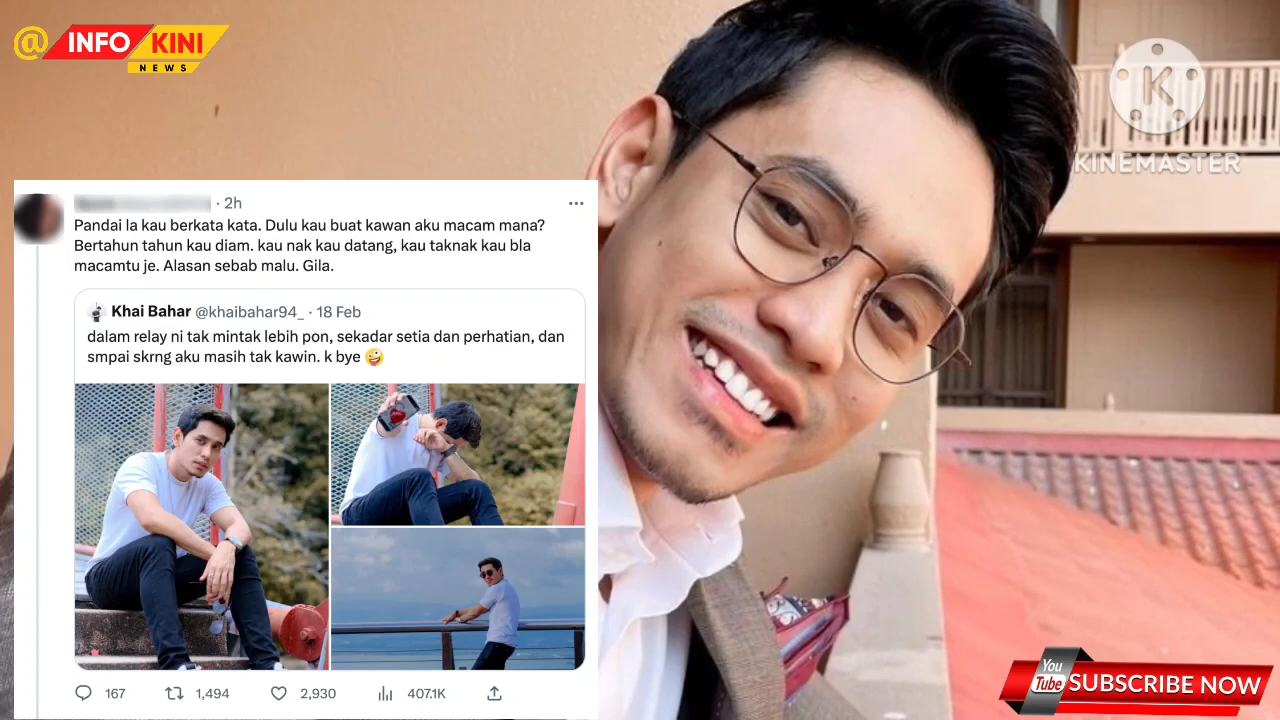 @ INFO KINI
NEWS
K
KINEMASTER
· 2h
Pandai la kau berkata kata. Dulu kau buat kawan aku macam mana?
Bertahun tahun kau diam. kau nak kau datang, kau taknak kau bla
macamtu je. Alasan sebab malu. Gila.
Khai Bahar @khaibahar94_ · 18 Feb
dalam relay ni tak mintak lebih pon, sekadar setia dan perhatian, dan
smpai skrng aku masih tak kawin. k bye 🤪
167 1,494 2,930 407.1K
You
Tube SUBSCRIBE NOW